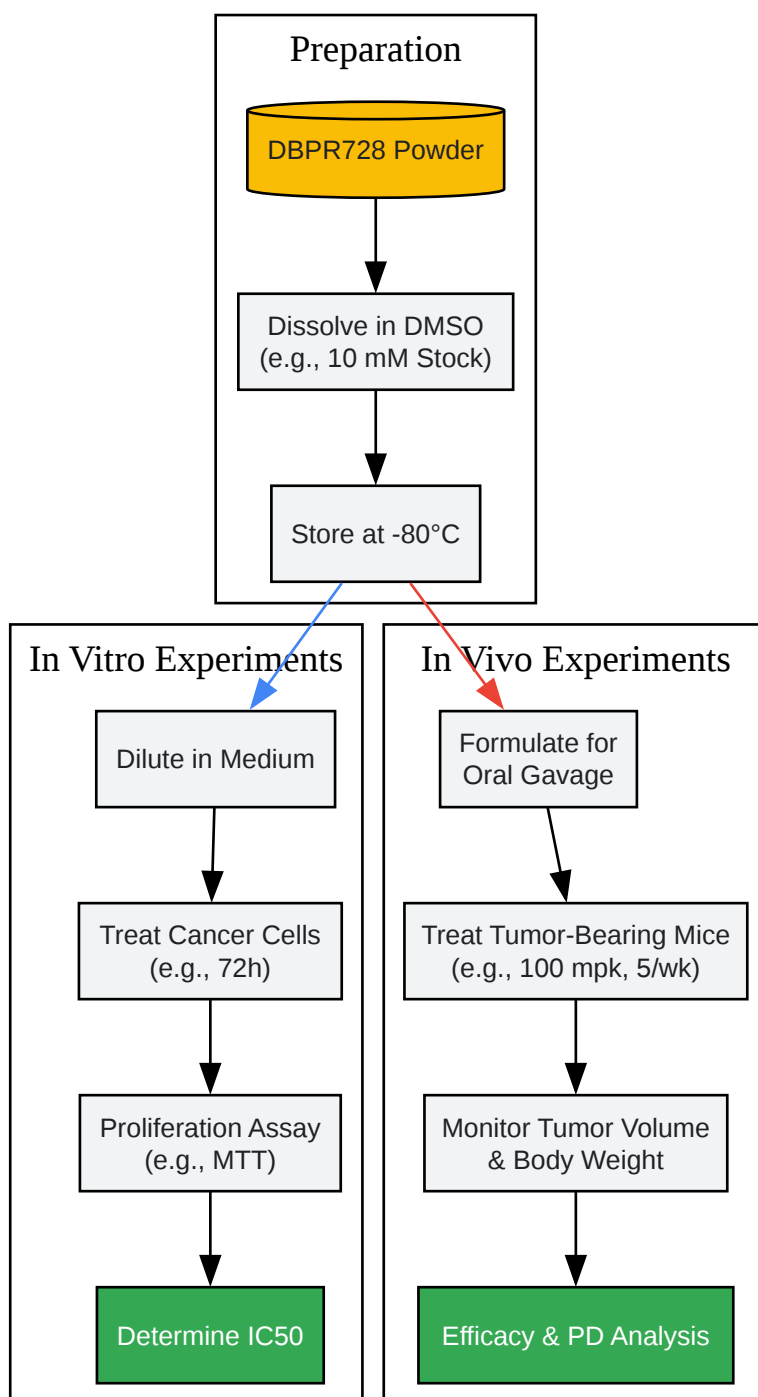 Preparation
DBPR728 Powder
Dissolve in DMSO
(e.g., 10 mM Stock)
Store at -80°C
In Vitro Experiments
Dilute in Medium
Treat Cancer Cells
(e.g., 72h)
Proliferation Assay
(e.g., MTT)
Determine IC50
In Vivo Experiments
Formulate for
Oral Gavage
Treat Tumor-Bearing Mice
(e.g., 100 mpk, 5/wk)
Monitor Tumor Volume
& Body Weight
Efficacy & PD Analysis